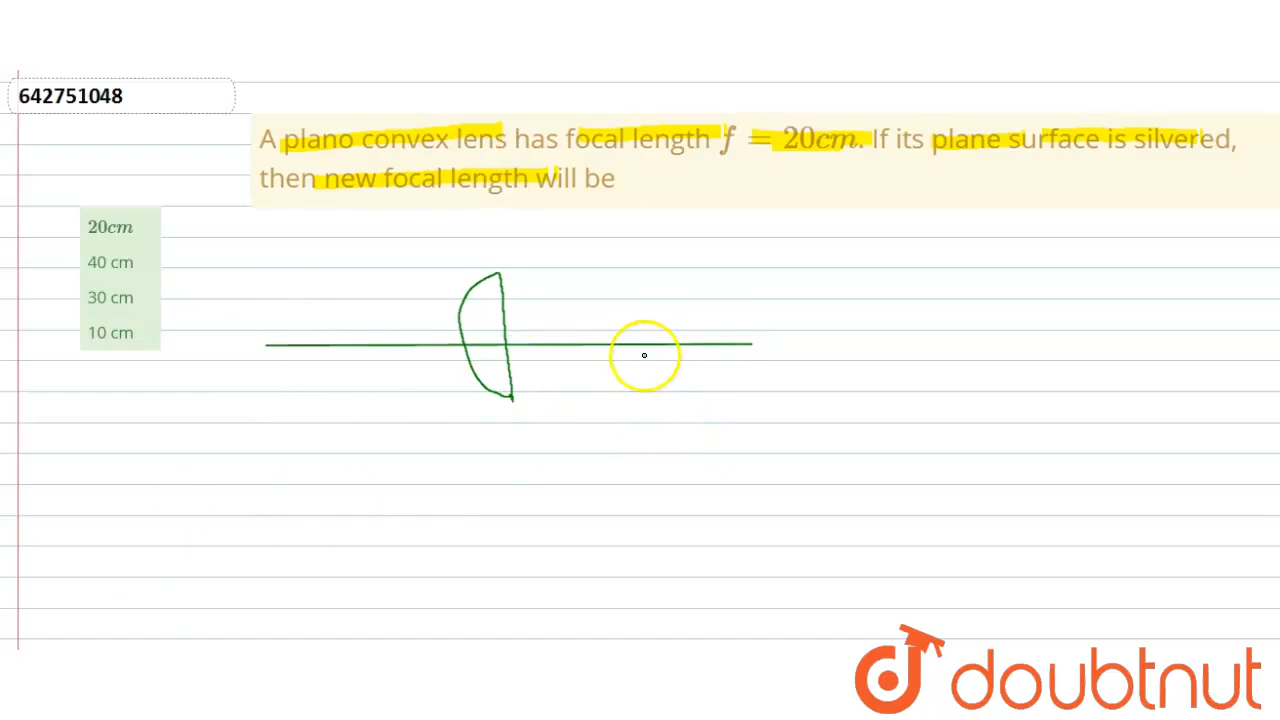 642751048
A plano convex lens has focal length f = 20cm. If its plane surface is silvered,
then new focal length will be
20cm
40 cm
30 cm
10 cm
doubtnut